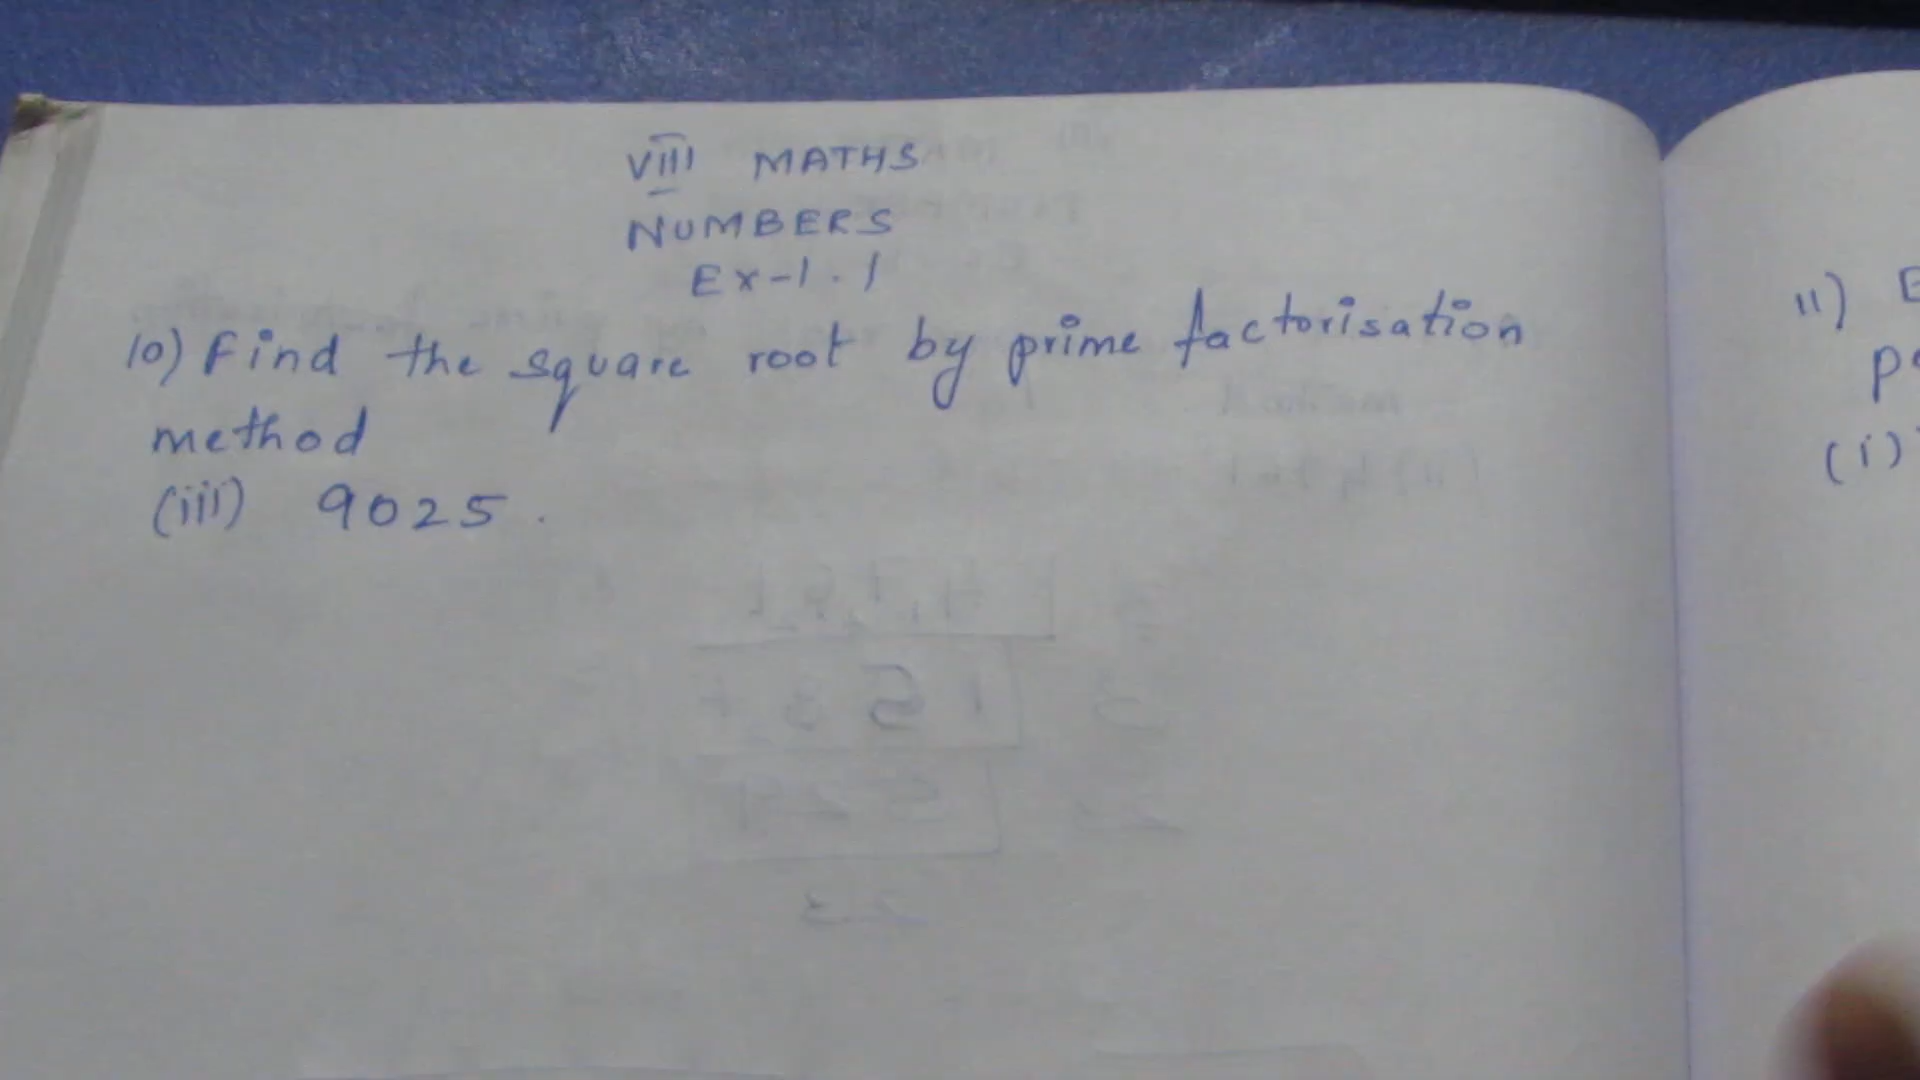 VIII MATHS
NUMBERS
Ex-1.1
10) Find the square root by prime factorisation
method
(iii) 9025.
11)
(i)